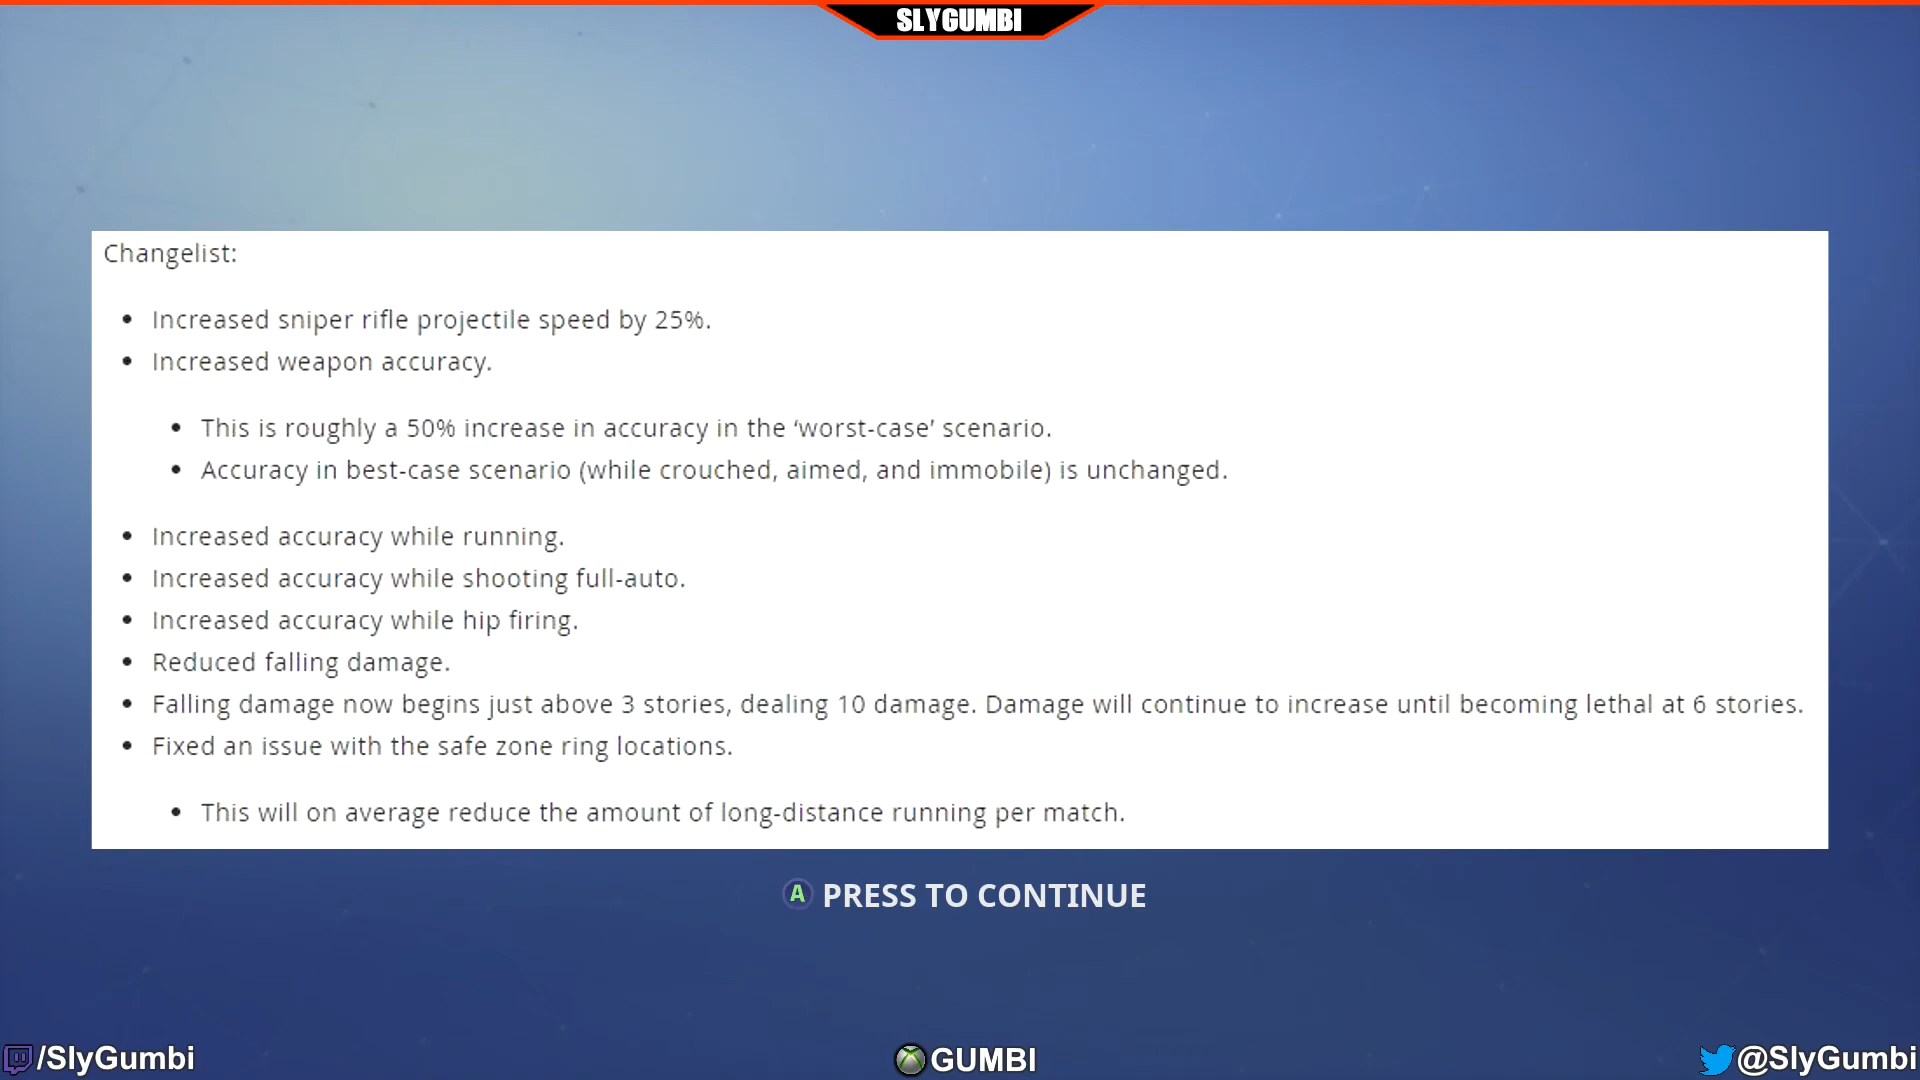 SLYGUMBI
Changelist:
• Increased sniper rifle projectile speed by 25%.
• Increased weapon accuracy.
• This is roughly a 50% increase in accuracy in the ‘worst-case’ scenario.
• Accuracy in best-case scenario (while crouched, aimed, and immobile) is unchanged.
• Increased accuracy while running.
• Increased accuracy while shooting full-auto.
• Increased accuracy while hip firing.
• Reduced falling damage.
• Falling damage now begins just above 3 stories, dealing 10 damage. Damage will continue to increase until becoming lethal at 6 stories.
• Fixed an issue with the safe zone ring locations.
• This will on average reduce the amount of long-distance running per match.
A PRESS TO CONTINUE
/SlyGumbi GUMBI @SlyGumbi